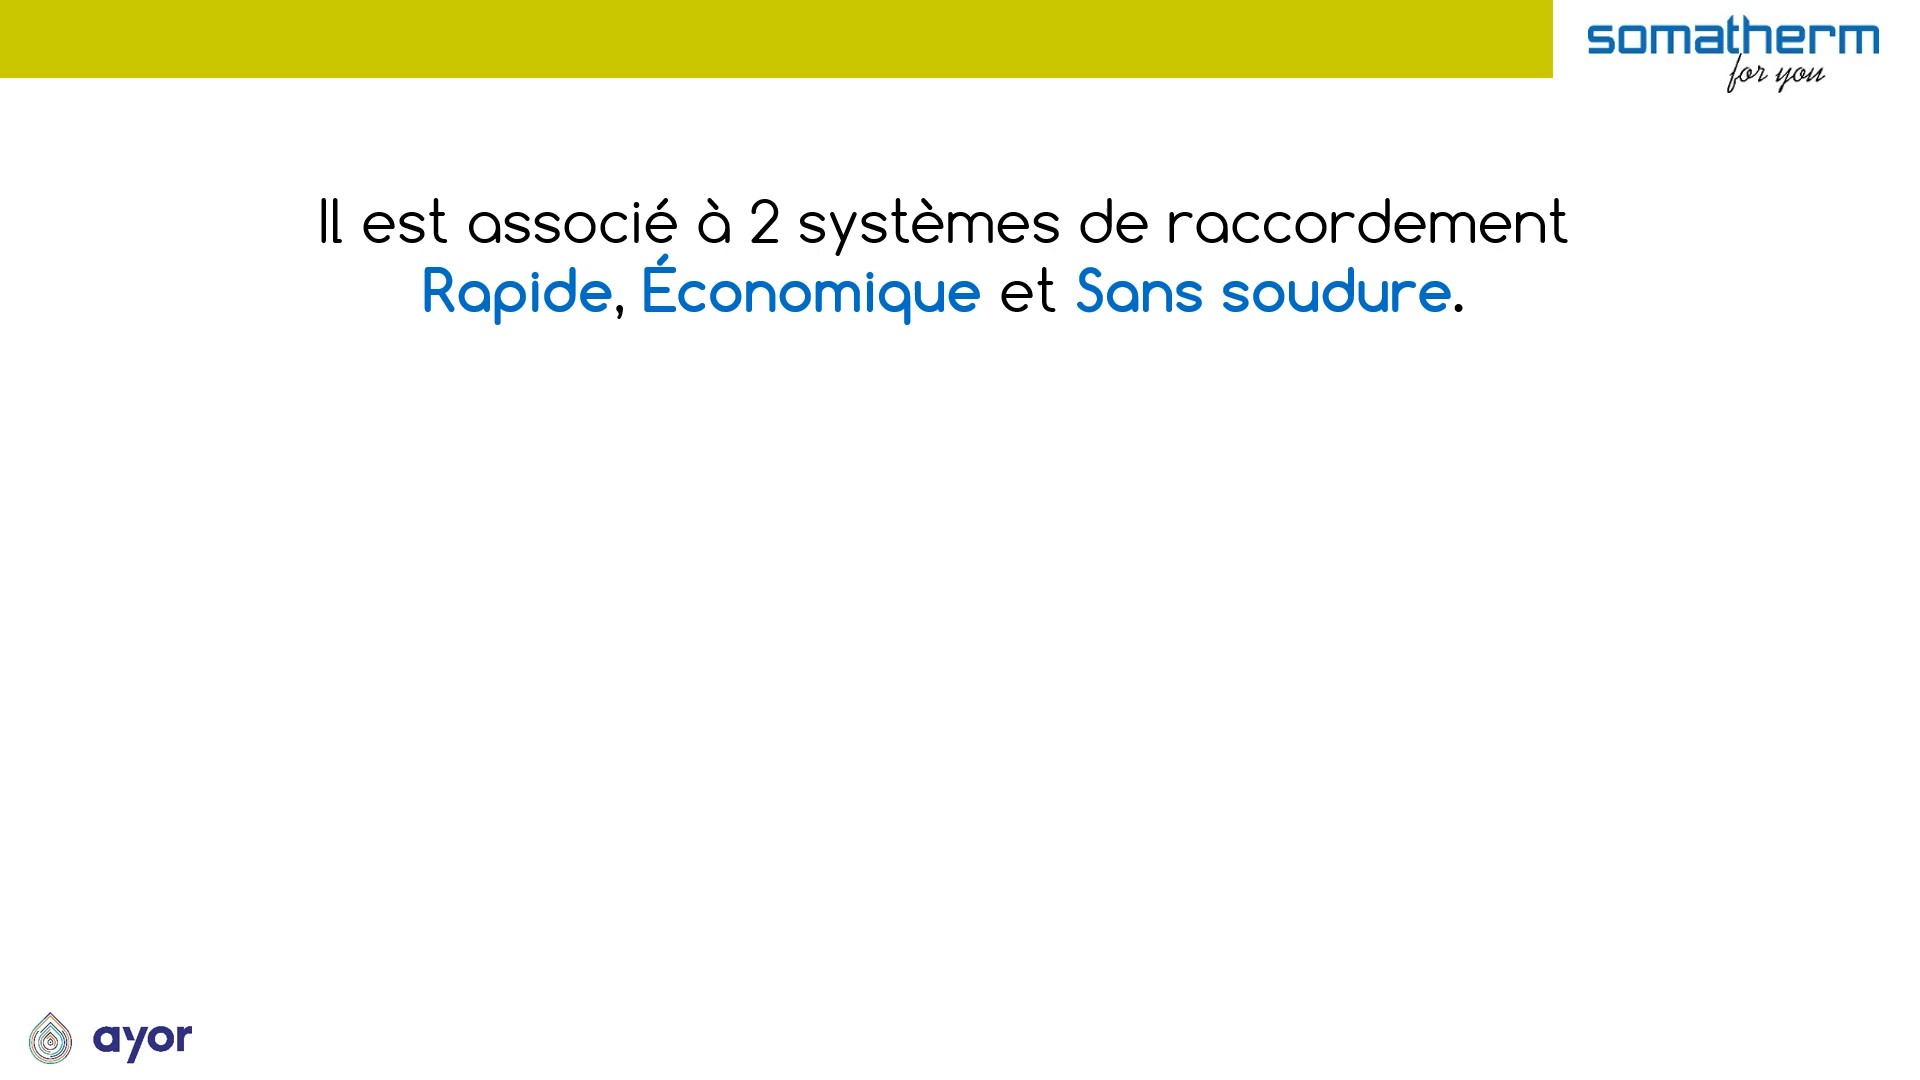 somatherm
for you
Il est associé à 2 systèmes de raccordement
Rapide, Économique et Sans soudure.
ayor